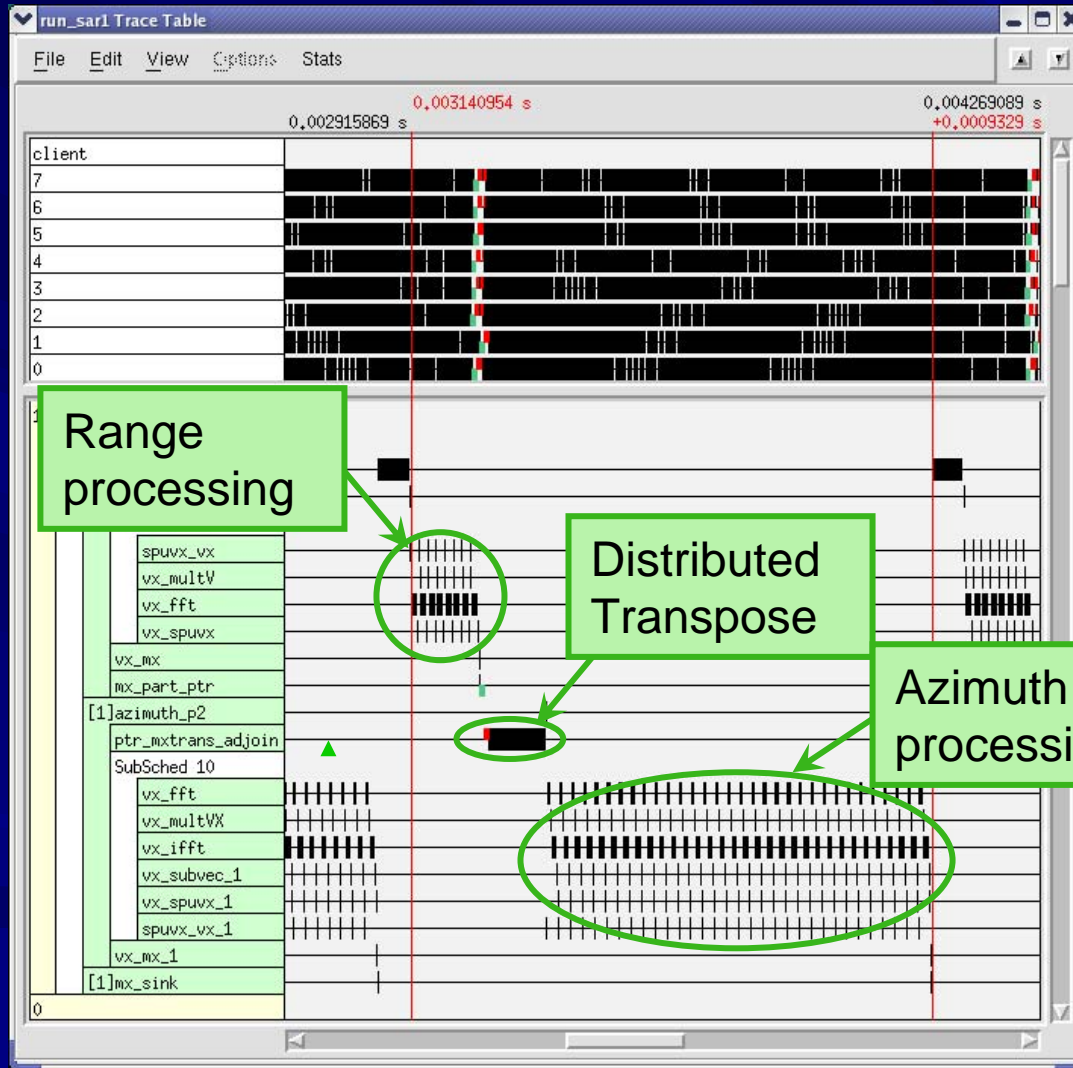 run_sar1 Trace Table
File Edit View Options Stats
0.003140954 s
0.004269089 s
0.002915869 s
+0.0009329 s
client
7
6
5
4
3
2
1
0
Range
processing
Distributed
Transpose
spuvx_vx
vx_multV
vx_fft
vx_spuvx
vx_mx
mx_part_ptr
Azimuth
[1]azimuth_p2
ptr_mxtrans_adjoin
SubSched 10
vx_fft
vx_multVX
vx_ifft
vx_subvec_1
vx_spuvx_1
spuvx_vx_1
vx_mx_1
[1]mx_sink
0